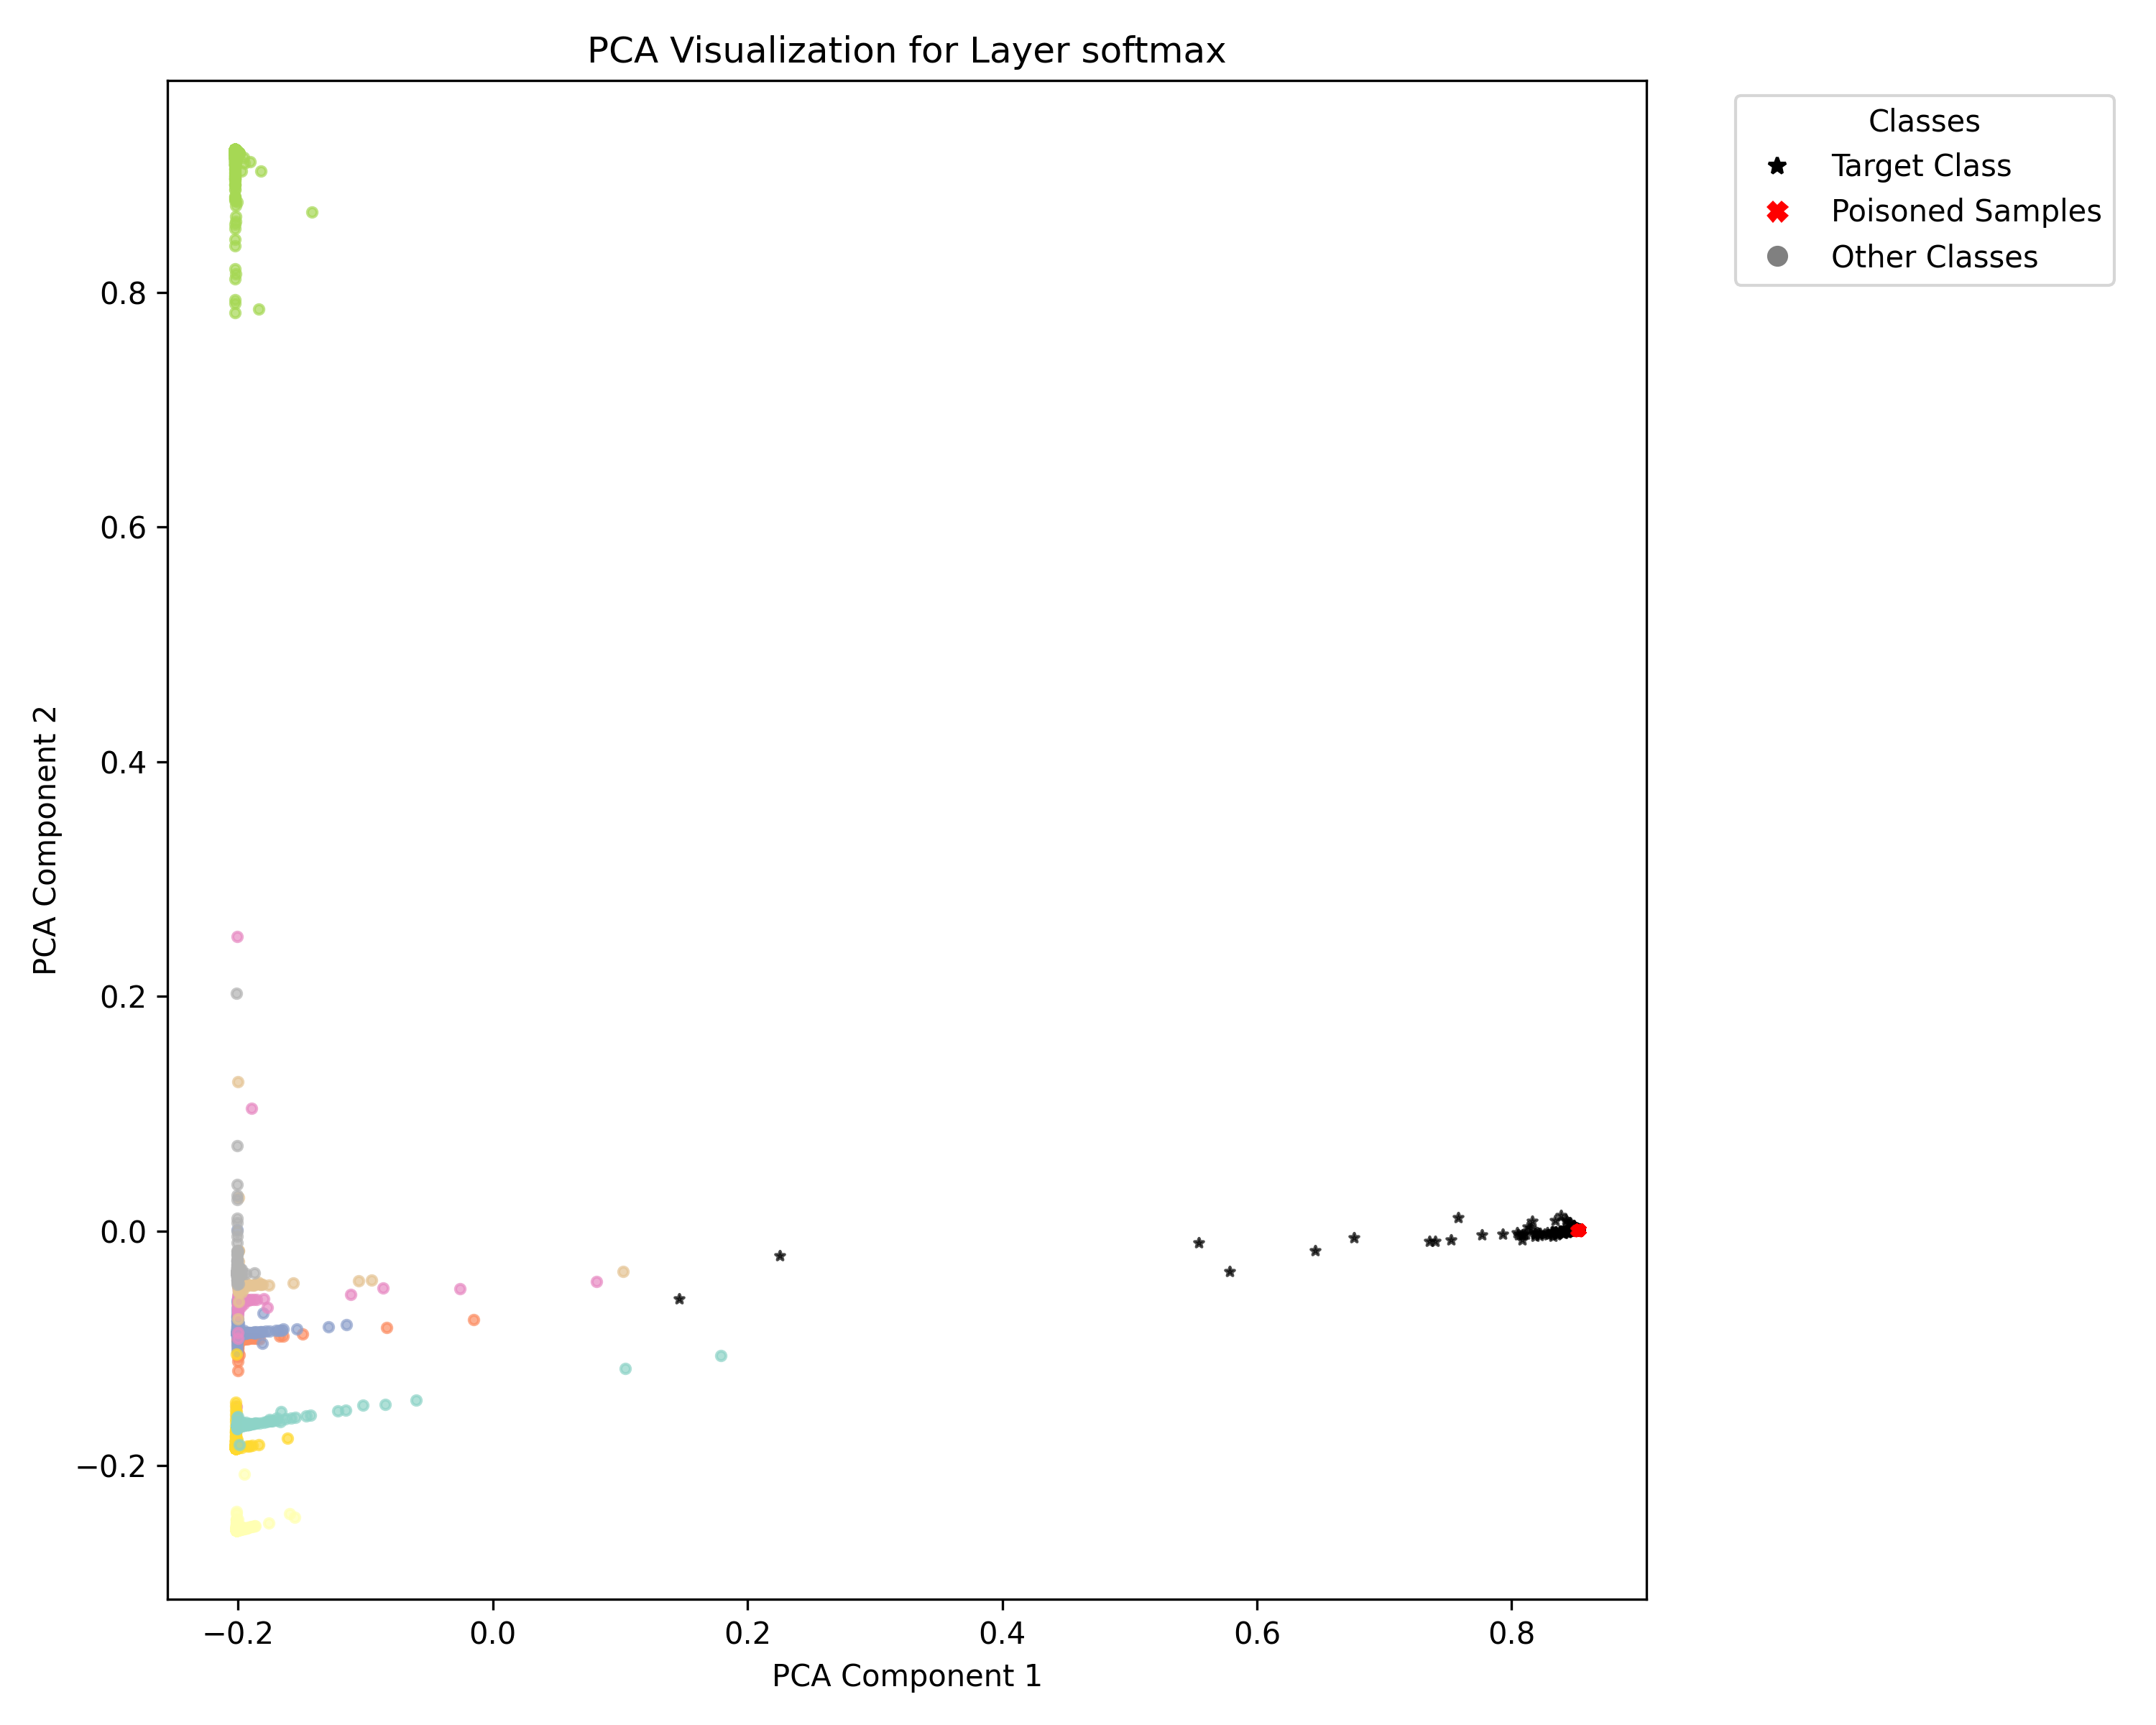 PCA Visualization for Layer softmax
Classes
Target Class
Poisoned Samples
Other Classes
PCA Component 2
0.8
0.6
0.4
0.2
0.0
−0.2
−0.2
0.0
0.2
0.4
0.6
0.8
PCA Component 1